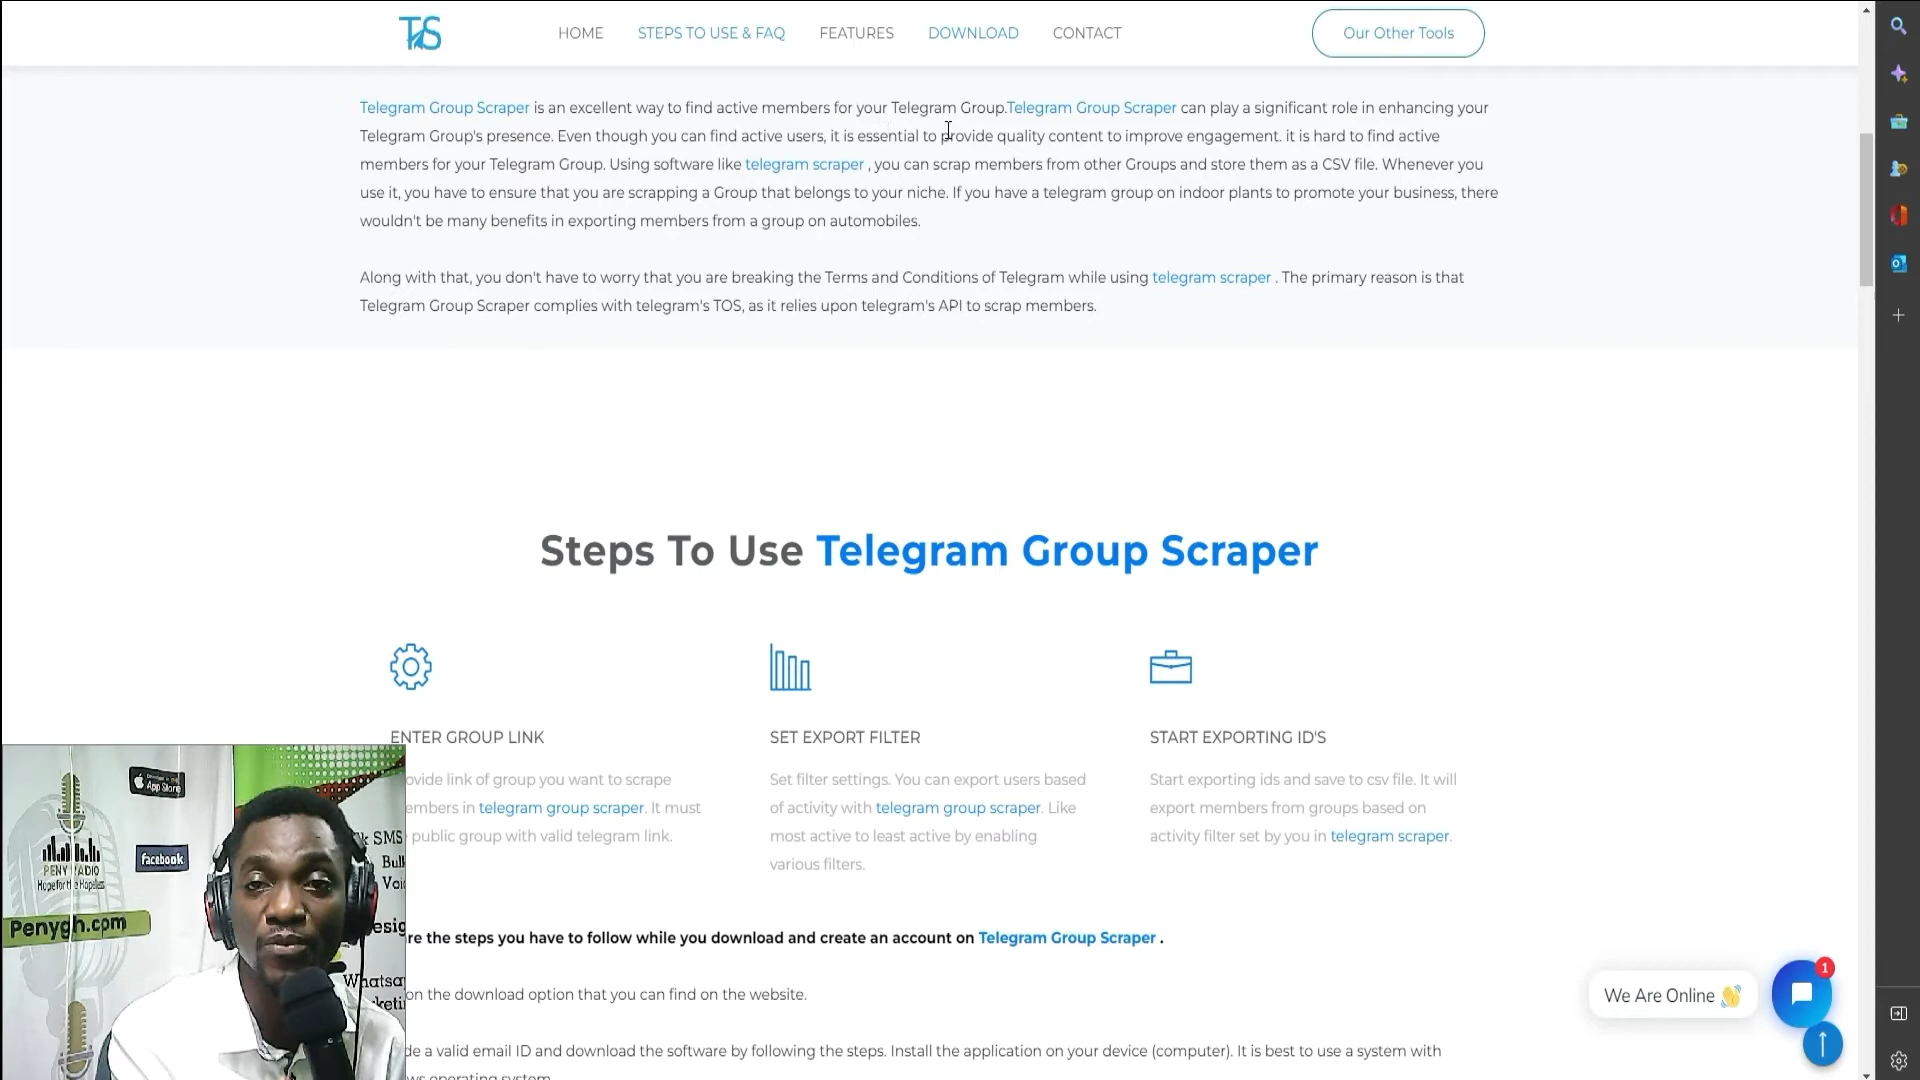 TS
HOME
STEPS TO USE & FAQ
FEATURES
DOWNLOAD
CONTACT
Our Other Tools
Telegram Group Scraper is an excellent way to find active members for your Telegram Group.Telegram Group Scraper can play a significant role in enhancing your
Telegram Group's presence. Even though you can find active users, it is essential to provide quality content to improve engagement. it is hard to find active
members for your Telegram Group. Using software like telegram scraper , you can scrap members from other Groups and store them as a CSV file. Whenever you
use it, you have to ensure that you are scrapping a Group that belongs to your niche. If you have a telegram group on indoor plants to promote your business, there
wouldn't be many benefits in exporting members from a group on automobiles.
Along with that, you don't have to worry that you are breaking the Terms and Conditions of Telegram while using telegram scraper . The primary reason is that
Telegram Group Scraper complies with telegram's TOS, as it relies upon telegram's API to scrap members.
Steps To Use Telegram Group Scraper
ENTER GROUP LINK
ovide link of group you want to scrape
embers in telegram group scraper. It must
public group with valid telegram link.
SET EXPORT FILTER
Set filter settings. You can export users based
of activity with telegram group scraper. Like
most active to least active by enabling
various filters.
START EXPORTING ID'S
Start exporting ids and save to csv file. It will
export members from groups based on
activity filter set by you in telegram scraper.
re the steps you have to follow while you download and create an account on Telegram Group Scraper .
on the download option that you can find on the website.
de a valid email ID and download the software by following the steps. Install the application on your device (computer). It is best to use a system with
ws operating system
We Are Online 👋
1
App Store
facebook
PENY RADIO
Hope for the Hopeless
Penygh.com
k SMS
Bull
Voi
esig
Whatsa
rketi